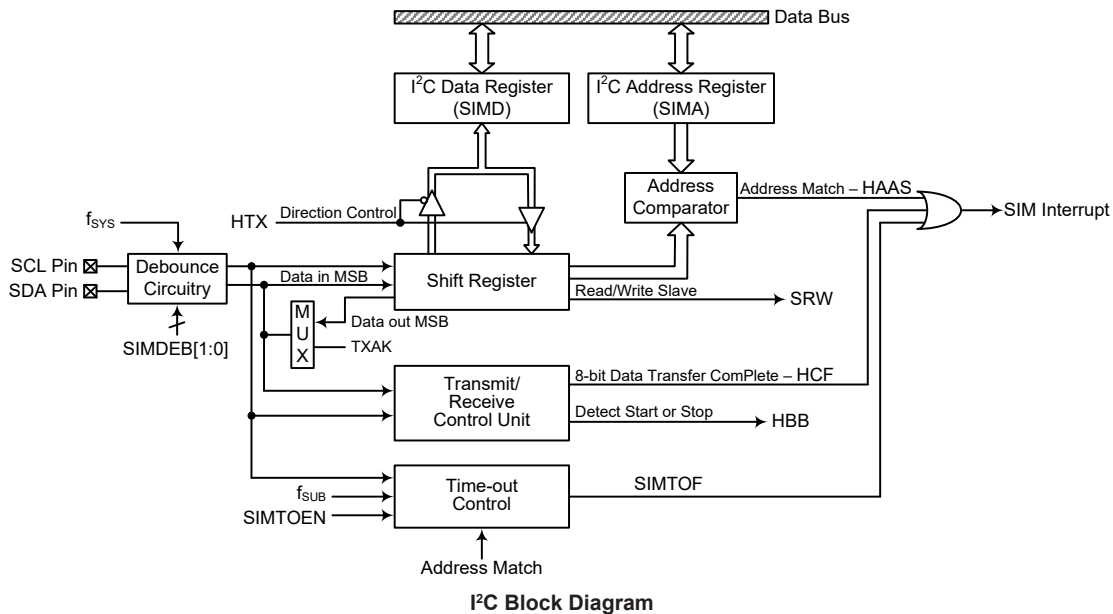 Data Bus
I²C Data Register
(SIMD)
I²C Address Register
(SIMA)
Address
Comparator
Address Match – HAAS
SIM Interrupt
HTX
Direction Control
fSYS
SCL Pin
SDA Pin
Debounce
Circuitry
SIMDEB[1:0]
Data in MSB
Shift Register
Read/Write Slave
SRW
M
U
X
Data out MSB
TXAK
Transmit/
Receive
Control Unit
8-bit Data Transfer ComPlete – HCF
Detect Start or Stop
HBB
Time-out
Control
fSUB
SIMTOEN
SIMTOF
Address Match
I²C Block Diagram